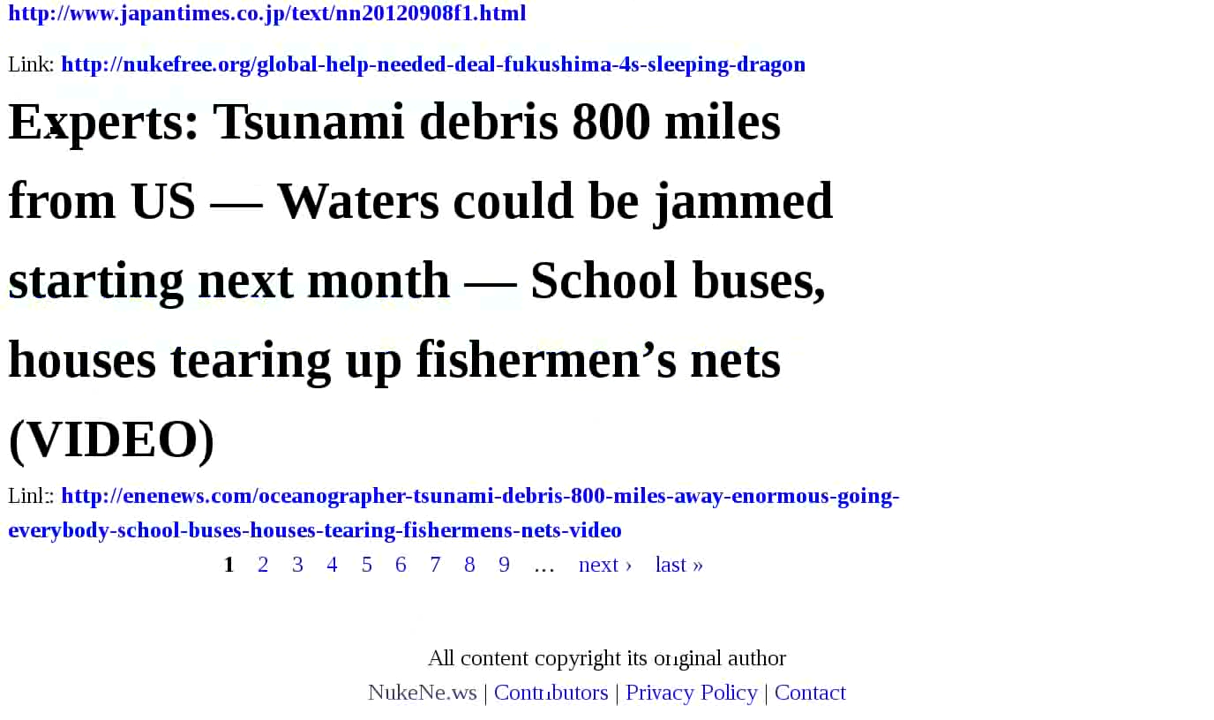 http://www.japantimes.co.jp/text/nn20120908f1.html
Link: http://nukefree.org/global-help-needed-deal-fukushima-4s-sleeping-dragon
Experts: Tsunami debris 800 miles
from US — Waters could be jammed
starting next month — School buses,
houses tearing up fishermen’s nets
(VIDEO)
Link: http://enenews.com/oceanographer-tsunami-debris-800-miles-away-enormous-going-
everybody-school-buses-houses-tearing-fishermens-nets-video
1 2 3 4 5 6 7 8 9 … next › last »
All content copyright its original author
NukeNe.ws | Contributors | Privacy Policy | Contact